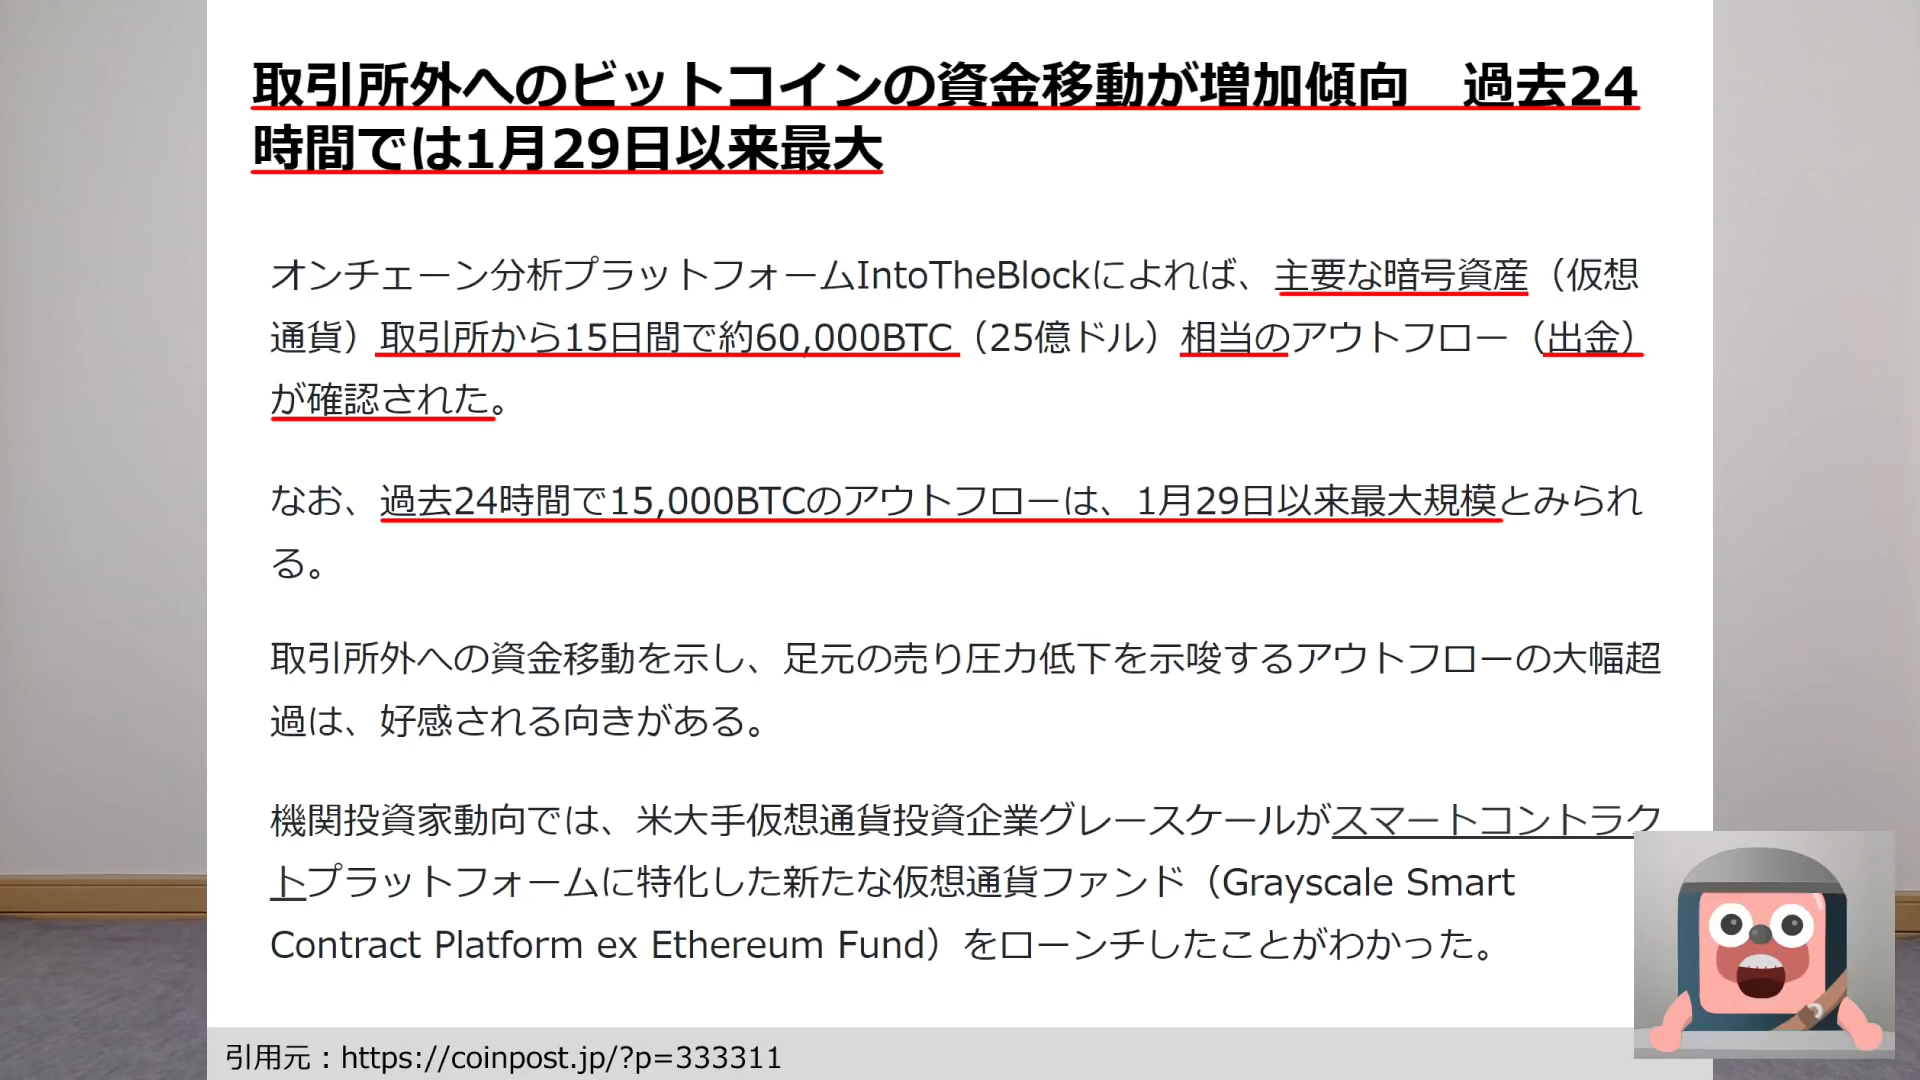 取引所外へのビットコインの資金移動が増加傾向　過去24
時間では1月29日以来最大
オンチェーン分析プラットフォームIntoTheBlockによれば、主要な暗号資産（仮想
通貨）取引所から15日間で約60,000BTC（25億ドル）相当のアウトフロー（出金）
が確認された。
なお、過去24時間で15,000BTCのアウトフローは、1月29日以来最大規模とみられ
る。
取引所外への資金移動を示し、足元の売り圧力低下を示唆するアウトフローの大幅超
過は、好感される向きがある。
機関投資家動向では、米大手仮想通貨投資企業グレースケールがスマートコントラク
トプラットフォームに特化した新たな仮想通貨ファンド（Grayscale Smart
Contract Platform ex Ethereum Fund）をローンチしたことがわかった。
引用元：https://coinpost.jp/?p=333311